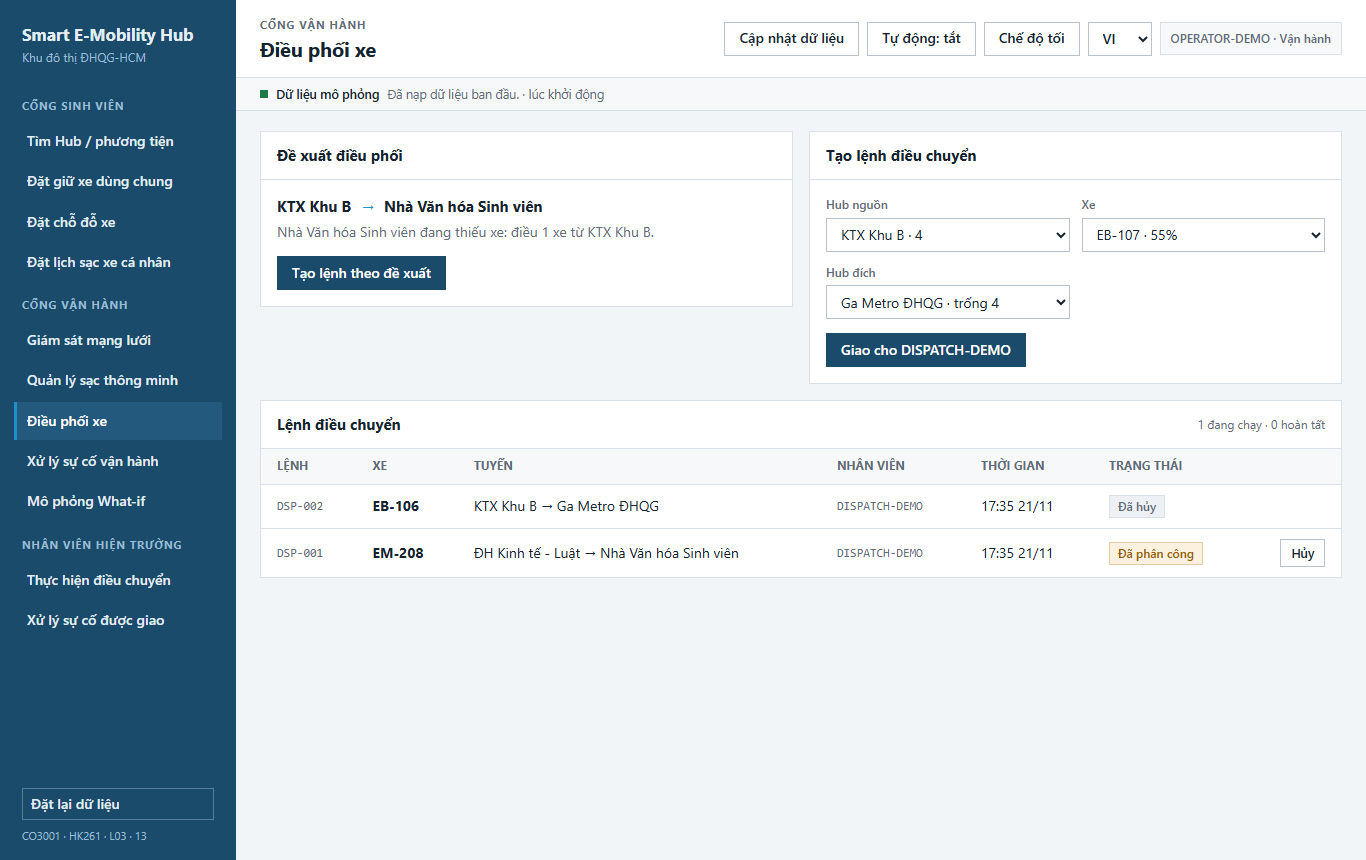 Smart E-Mobility Hub
Khu đô thị ĐHQG-HCM
CỔNG SINH VIÊN
Tìm Hub / phương tiện
Đặt giữ xe dùng chung
Đặt chỗ đỗ xe
Đặt lịch sạc xe cá nhân
CỔNG VẬN HÀNH
Giám sát mạng lưới
Quản lý sạc thông minh
Điều phối xe
Xử lý sự cố vận hành
Mô phỏng What-if
NHÂN VIÊN HIỆN TRƯỜNG
Thực hiện điều chuyển
Xử lý sự cố được giao
Đặt lại dữ liệu
CO3001 · HK261 · L03 · 13
CỔNG VẬN HÀNH
Điều phối xe
Cập nhật dữ liệu
Tự động: tắt
Chế độ tối
VI
OPERATOR-DEMO · Vận hành
Dữ liệu mô phỏng Đã nạp dữ liệu ban đầu. · lúc khởi động
Đề xuất điều phối
KTX Khu B → Nhà Văn hóa Sinh viên
Nhà Văn hóa Sinh viên đang thiếu xe: điều 1 xe từ KTX Khu B.
Tạo lệnh theo đề xuất
Tạo lệnh điều chuyển
Hub nguồn
KTX Khu B · 4
Xe
EB-107 · 55%
Hub đích
Ga Metro ĐHQG · trống 4
Giao cho DISPATCH-DEMO
Lệnh điều chuyển
1 đang chạy · 0 hoàn tất
LỆNH XE TUYẾN NHÂN VIÊN THỜI GIAN TRẠNG THÁI
DSP-002 EB-106 KTX Khu B → Ga Metro ĐHQG DISPATCH-DEMO 17:35 21/11 Đã hủy
DSP-001 EM-208 ĐH Kinh tế - Luật → Nhà Văn hóa Sinh viên DISPATCH-DEMO 17:35 21/11 Đã phân công Hủy